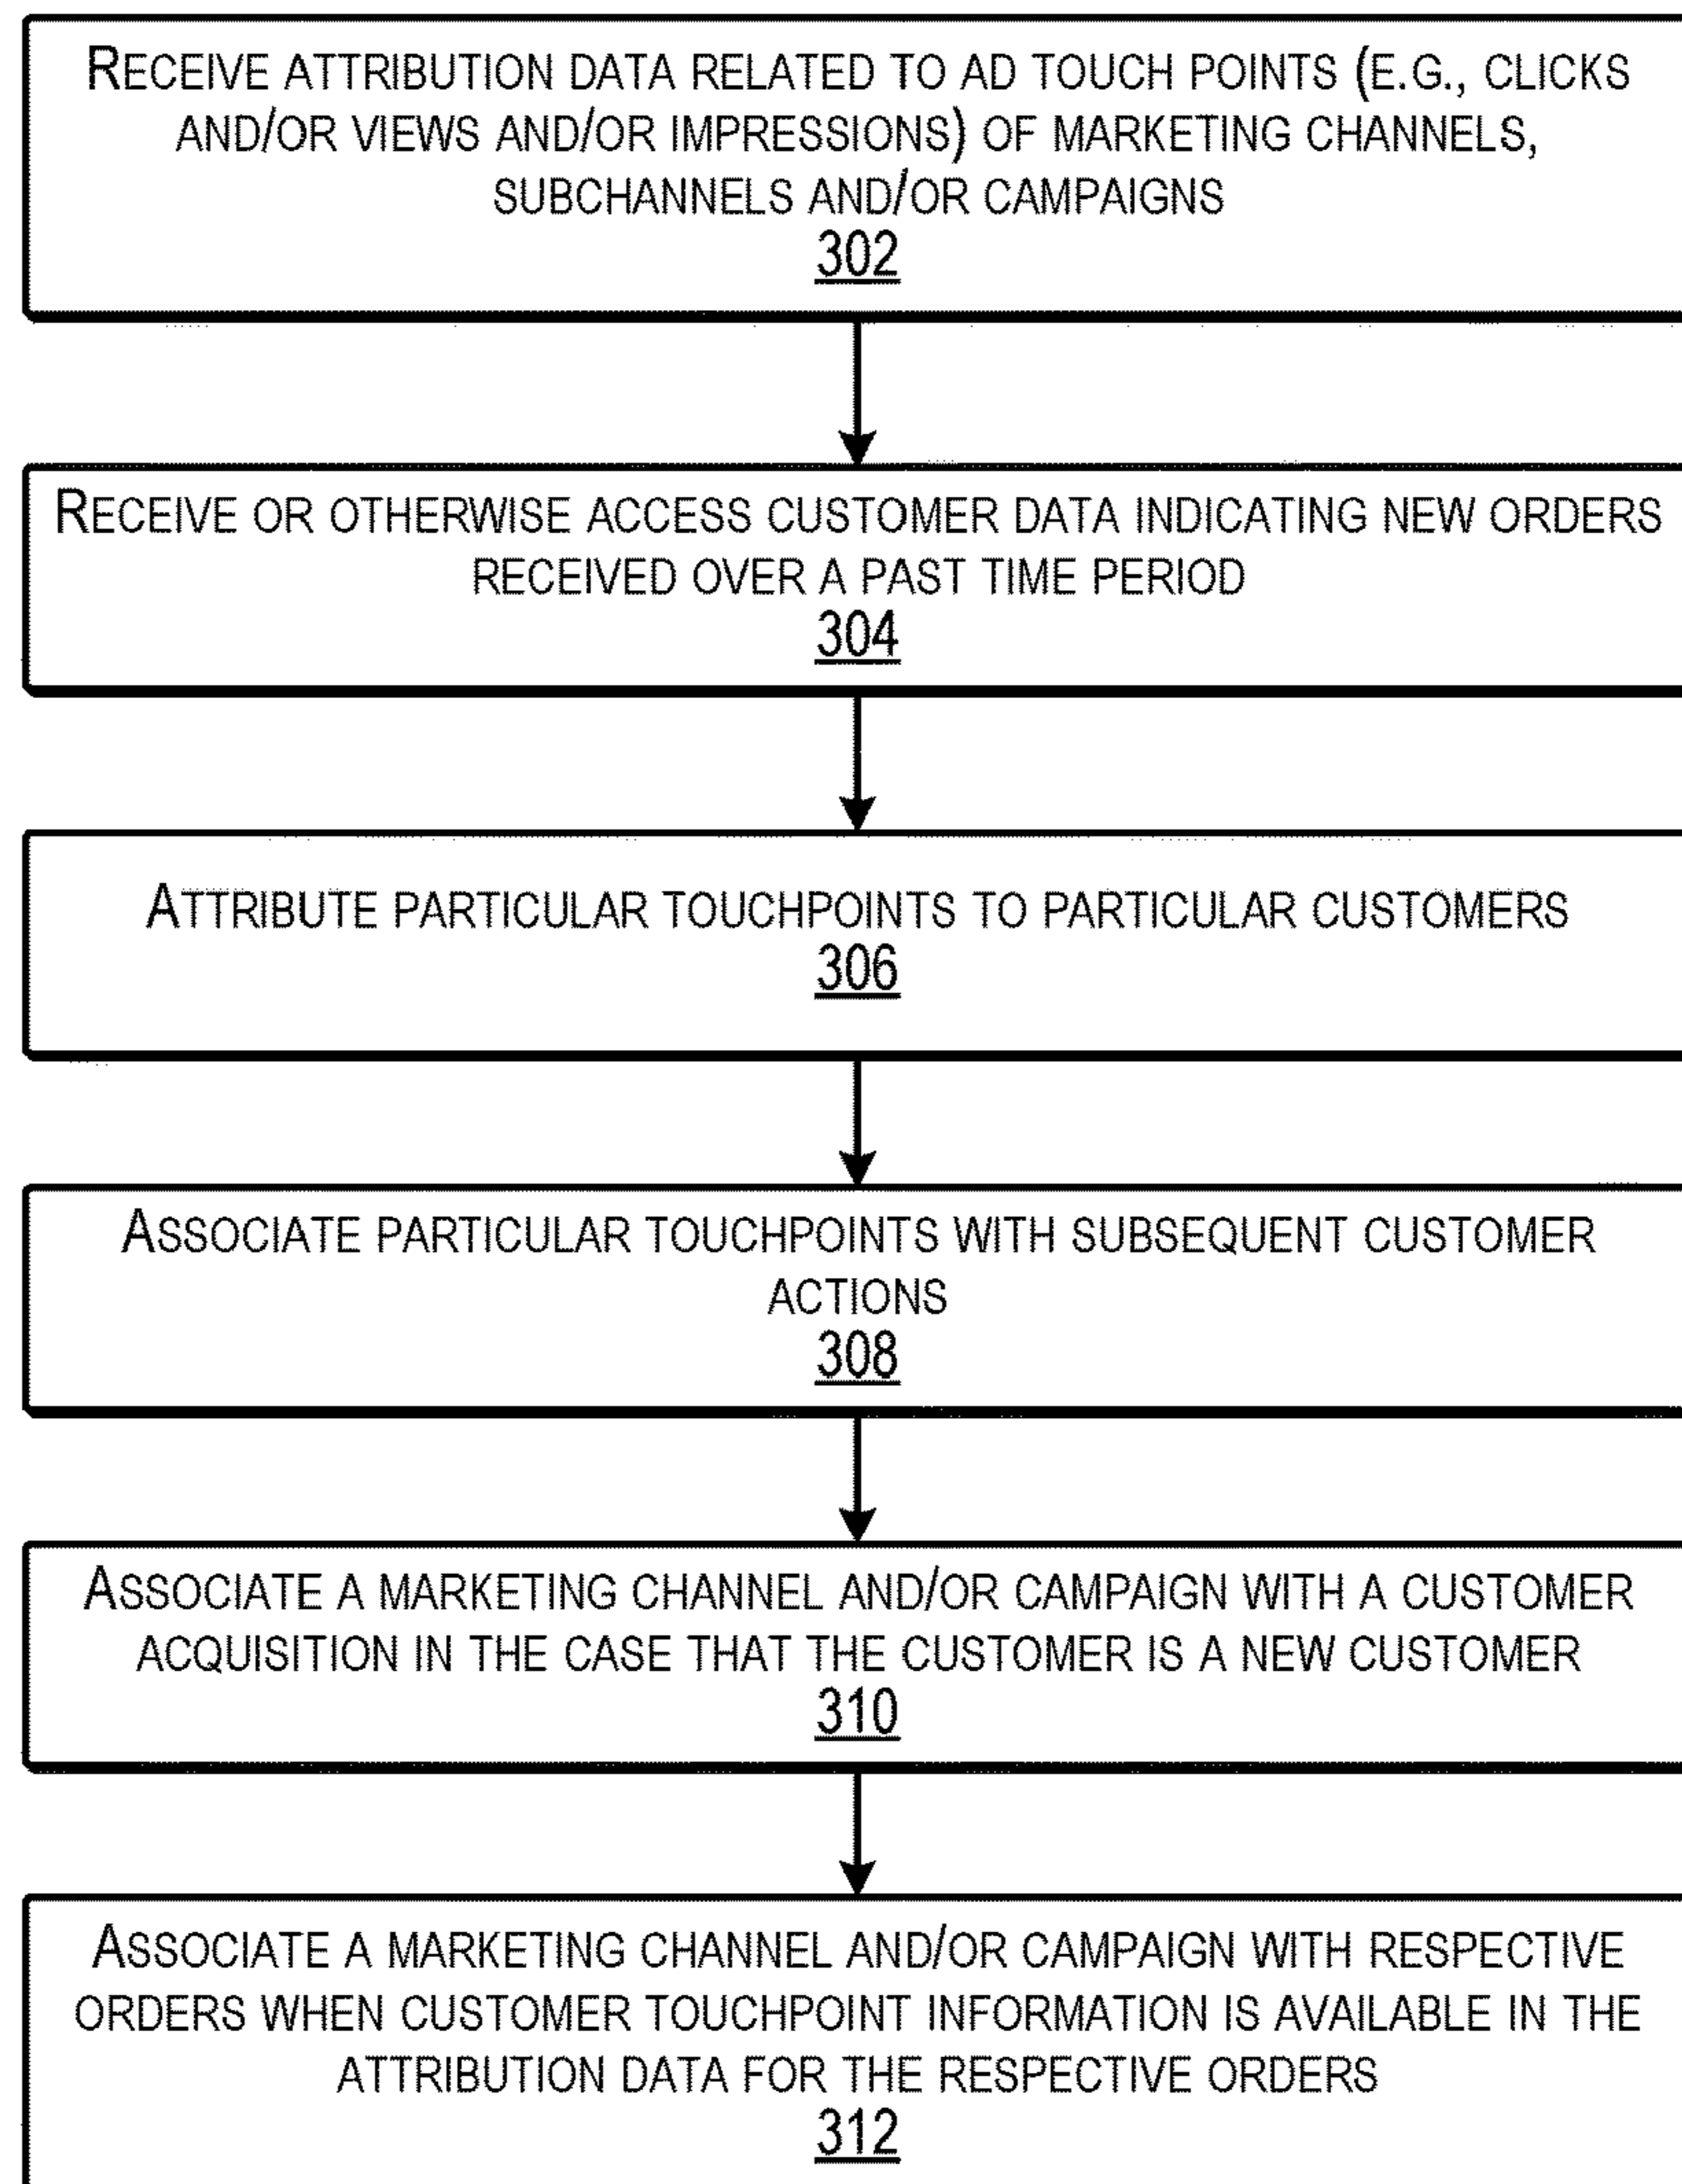 RECEIVE ATTRIBUTION DATA RELATED TO AD TOUCH POINTS (E.G., CLICKS
AND/OR VIEWS AND/OR IMPRESSIONS) OF MARKETING CHANNELS,
SUBCHANNELS AND/OR CAMPAIGNS
302
RECEIVE OR OTHERWISE ACCESS CUSTOMER DATA INDICATING NEW ORDERS
RECEIVED OVER A PAST TIME PERIOD
304
ATTRIBUTE PARTICULAR TOUCHPOINTS TO PARTICULAR CUSTOMERS
306
ASSOCIATE PARTICULAR TOUCHPOINTS WITH SUBSEQUENT CUSTOMER
ACTIONS
308
ASSOCIATE A MARKETING CHANNEL AND/OR CAMPAIGN WITH A CUSTOMER
ACQUISITION IN THE CASE THAT THE CUSTOMER IS A NEW CUSTOMER
310
ASSOCIATE A MARKETING CHANNEL AND/OR CAMPAIGN WITH RESPECTIVE
ORDERS WHEN CUSTOMER TOUCHPOINT INFORMATION IS AVAILABLE IN THE
ATTRIBUTION DATA FOR THE RESPECTIVE ORDERS
312